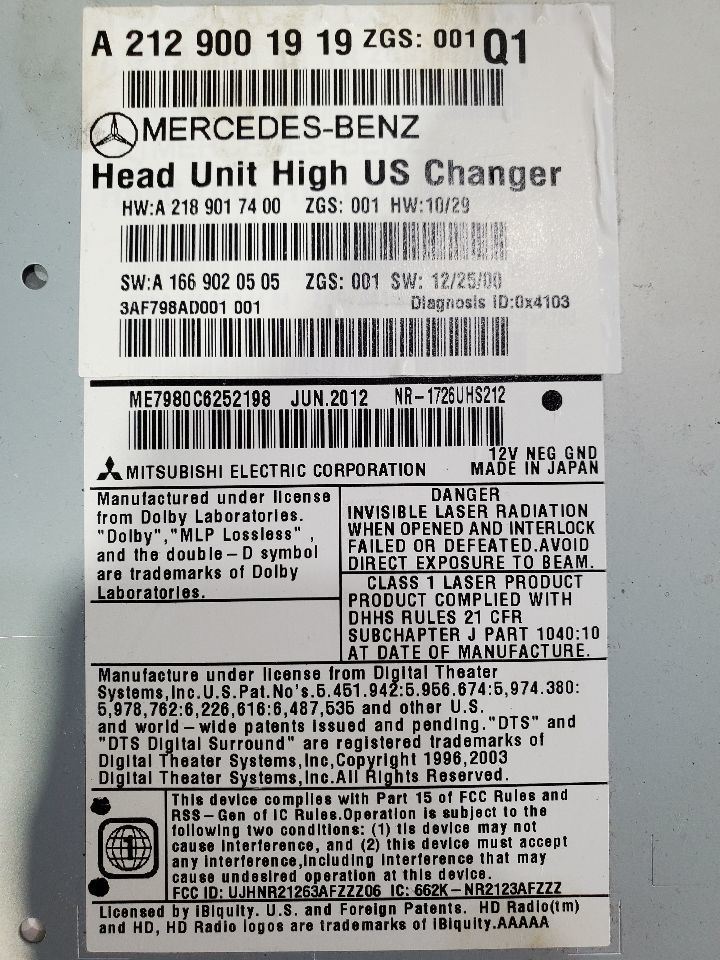 A 212 900 19 19 ZGS: 001 Q1
MERCEDES-BENZ
Head Unit High US Changer
HW:A 218 901 74 00 ZGS: 001 HW:10/29
SW:A 166 902 05 05 ZGS: 001 SW: 12/25/00
3AF798AD001 001 Diagnosis ID:0x4103
ME7980C6252198 JUN.2012 NR-1726UHS212
12V NEG GND
MITSUBISHI ELECTRIC CORPORATION MADE IN JAPAN
Manufactured under license
from Dolby Laboratories.
"Dolby","MLP Lossless" ,
and the double-D symbol
are trademarks of Dolby
Laboratories.
DANGER
INVISIBLE LASER RADIATION
WHEN OPENED AND INTERLOCK
FAILED OR DEFEATED.AVOID
DIRECT EXPOSURE TO BEAM.
CLASS 1 LASER PRODUCT
PRODUCT COMPLIED WITH
DHHS RULES 21 CFR
SUBCHAPTER J PART 1040:10
AT DATE OF MANUFACTURE.
Manufacture under license from Digital Theater
Systems,Inc.U.S.Pat.No's.5.451.942:5.956.674:5,974.380:
5,978,762:6,226,616:6,487,535 and other U.S.
and world-wide patents issued and pending."DTS" and
"DTS Digital Surround" are registered trademarks of
Digital Theater Systems,Inc,Copyright 1996,2003
Digital Theater Systems,Inc.All Rights Reserved.
1
This device complies with Part 15 of FCC Rules and
RSS-Gen of IC Rules.Operation is subject to the
following two conditions: (1) tis device may not
cause interference, and (2) this device must accept
any interference,including interference that may
cause undesired operation at this device.
FCC ID: UJHNR21263AFZZZ06 IC: 662K-NR2123AFZZZ
Licensed by iBiquity. U.S. and Foreign Patents. HD Radio(tm)
and HD, HD Radio logos are trademarks of iBiquity.AAAAA